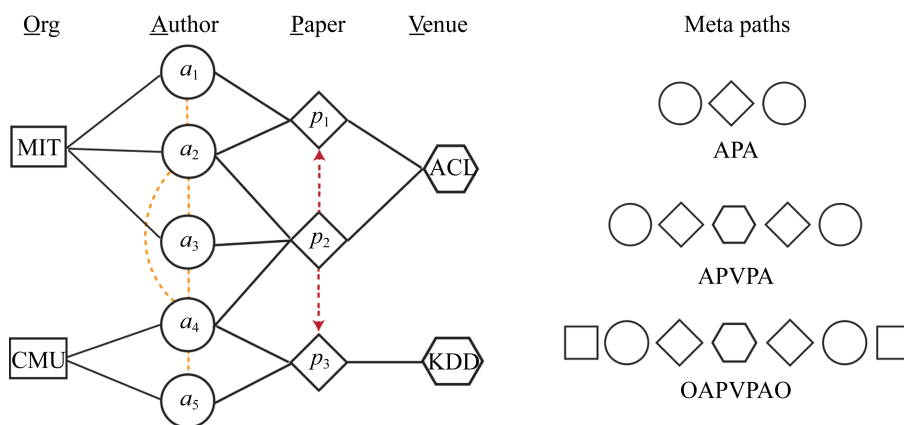 Org Author Paper Venue Meta paths
a1
MIT a2 p1 ACL APA
a3 p2 APVPA
a4
CMU p3 KDD OAPVPAO
a5